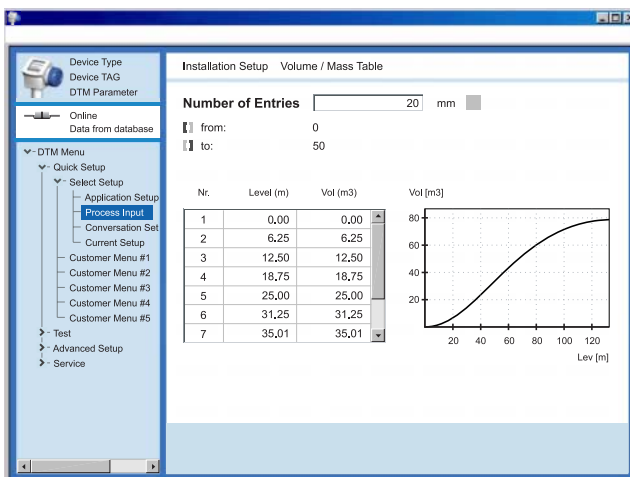 Device Type
Device TAG
DTM Parameter
Online
Data from database
DTM Menu
Quick Setup
Select Setup
Application Setup
Process Input
Conversation Set
Current Setup
Customer Menu #1
Customer Menu #2
Customer Menu #3
Customer Menu #4
Customer Menu #5
Test
Advanced Setup
Service
Installation Setup Volume / Mass Table
Number of Entries 20 mm
from: 0
to: 50
Nr. Level (m) Vol (m3)
1 0.00 0.00
2 6.25 6.25
3 12.50 12.50
4 18.75 18.75
5 25.00 25.00
6 31.25 31.25
7 35.01 35.01
Vol [m3]
80
60
40
20
20 40 60 80 100 120
Lev [m]